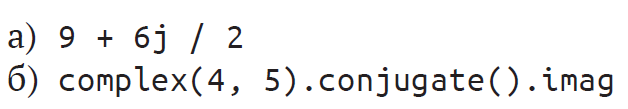 а) 9 + 6j / 2
б) complex(4, 5).conjugate().imag